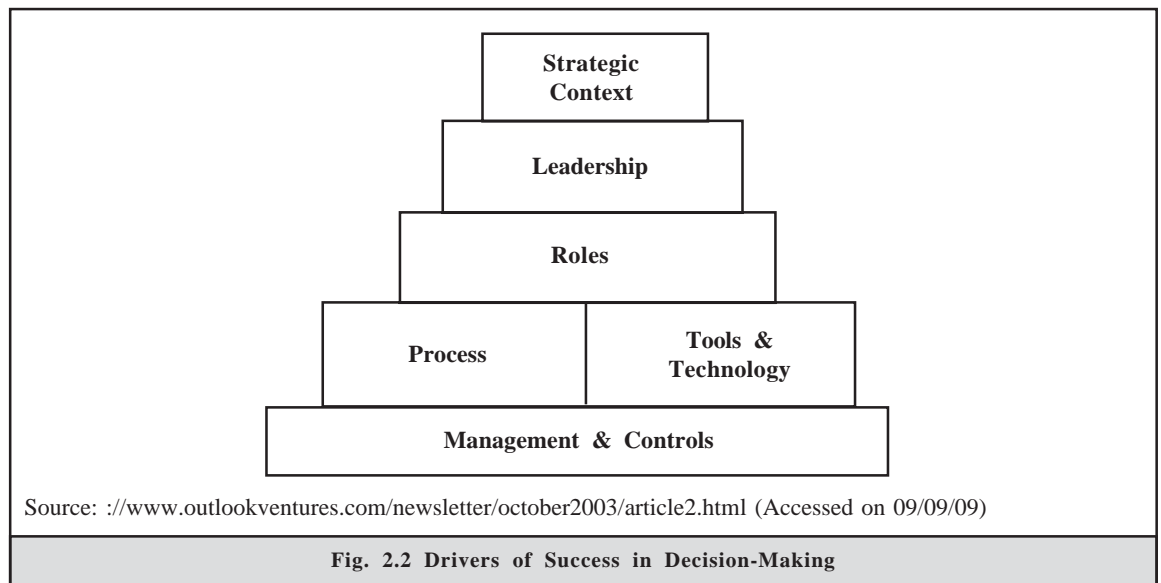 Strategic
Context
Leadership
Roles
Process
Tools & Technology
Management & Controls
Source: ://www.outlookventures.com/newsletter/october2003/article2.html (Accessed on 09/09/09)
Fig. 2.2 Drivers of Success in Decision-Making